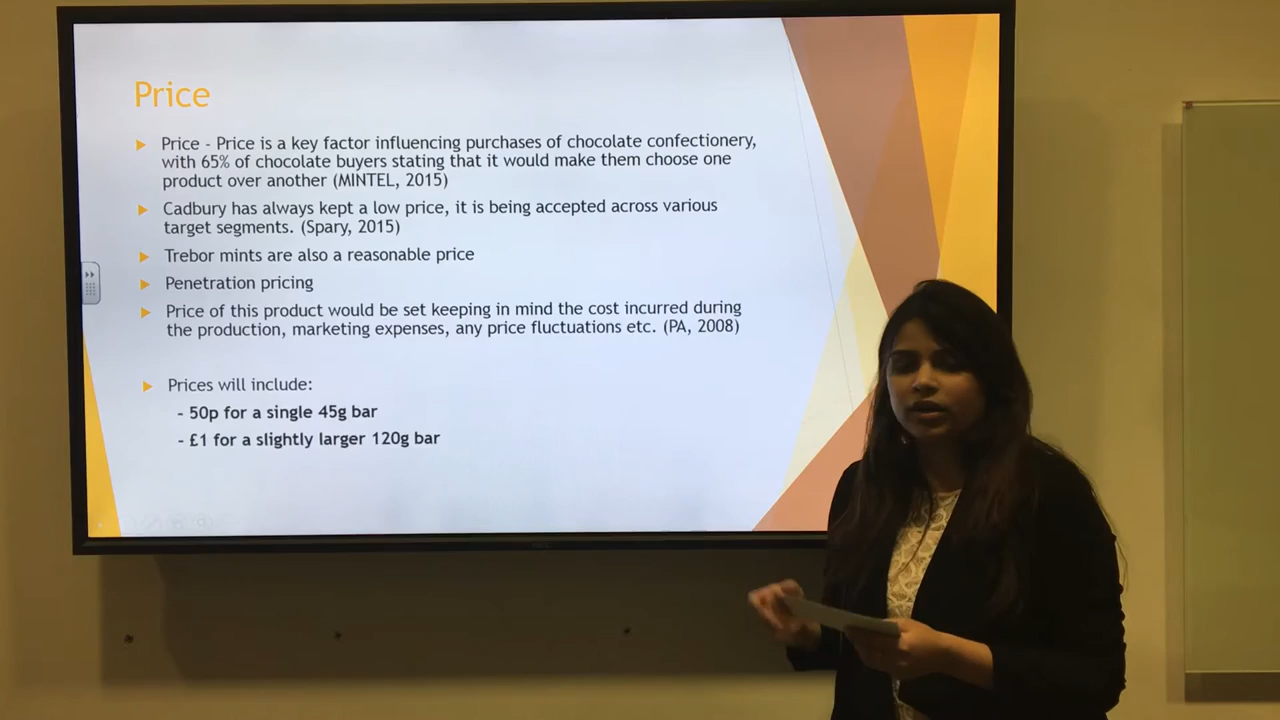 Price
Price - Price is a key factor influencing purchases of chocolate confectionery,
with 65% of chocolate buyers stating that it would make them choose one
product over another (MINTEL, 2015)
Cadbury has always kept a low price, it is being accepted across various
target segments. (Spary, 2015)
Trebor mints are also a reasonable price
Penetration pricing
Price of this product would be set keeping in mind the cost incurred during
the production, marketing expenses, any price fluctuations etc. (PA, 2008)
Prices will include:
- 50p for a single 45g bar
- £1 for a slightly larger 120g bar